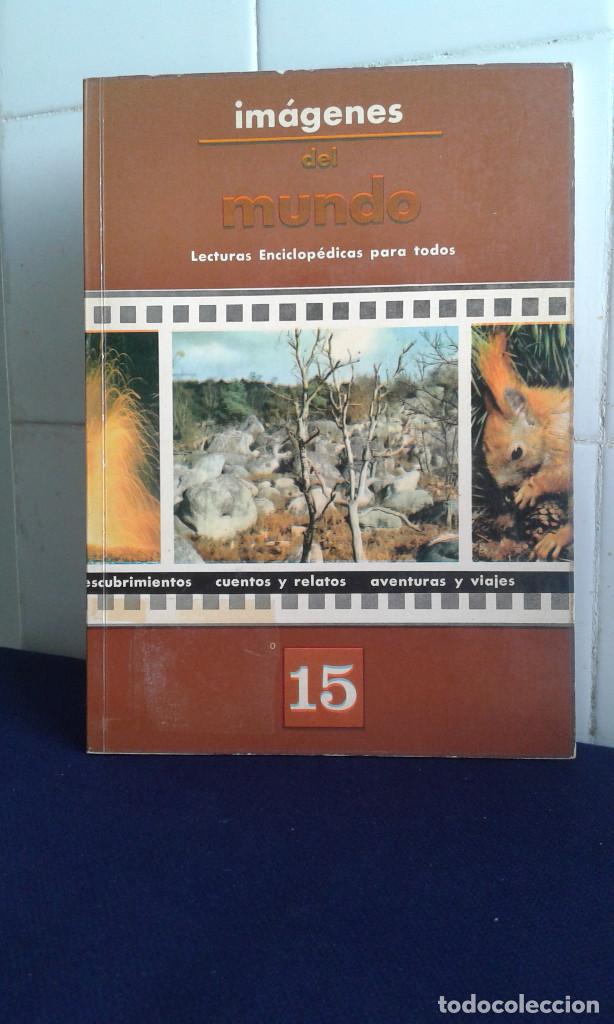 imágenes
del
mundo
Lecturas Enciclopédicas para todos
escubrimientos cuentos y relatos aventuras y viajes
15
todocoleccion